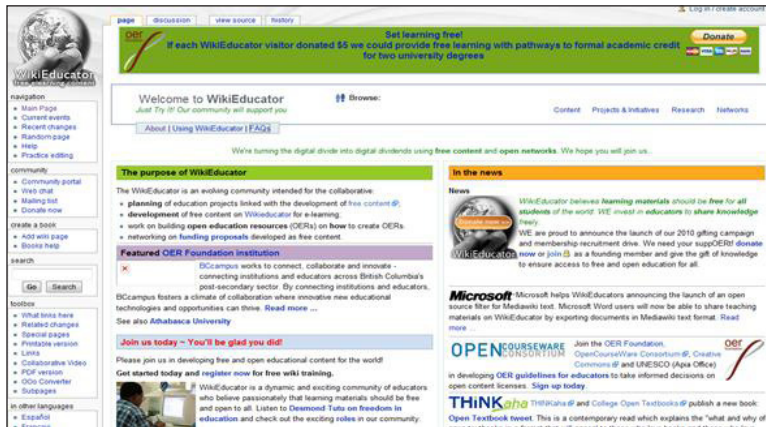 Log in / create account
page
discussion
view source
history
oer
Set learning free!
If each WikiEducator visitor donated $5 we could provide free learning with pathways to formal academic credit
for two university degrees
Donate
WikiEducator
free elearning content
navigation
Main Page
Current events
Recent changes
Random page
Help
Practice editing
community
Community portal
Web chat
Mailing list
Donate now
create a book
Add wiki page
Books help
search
Go
Search
toolbox
What links here
Related changes
Special pages
Printable version
Links
Collaborative Video
PDF version
ODo Converter
Subpages
in other languages
Español
Français
Welcome to WikiEducator
Just Try It! Our community will support you
Browse:
Content
Projects & Initiatives
Research
Networks
About | Using WikiEducator | FAQs
We're turning the digital divide into digital dividends using free content and open networks. We hope you will join us.
The purpose of WikiEducator
The WikiEducator is an evolving community intended for the collaborative:
planning of education projects linked with the development of free content
development of free content on Wikieducator for e-learning.
work on building open education resources (OERs) on how to create OERs.
networking on funding proposals developed as free content.
Featured OER Foundation institution
BCcampus works to connect, collaborate and innovate -
connecting institutions and educators across British Columbia's
post-secondary sector. By connecting institutions and educators,
BCcampus fosters a climate of collaboration where innovative new educational
technologies and opportunities can thrive. Read more ...
See also Athabasca University
Join us today ~ You'll be glad you did!
Please join us in developing free and open educational content for the world!
Get started today and register now for free wiki training.
WikiEducator is a dynamic and exciting community of educators
who believe passionately that learning materials should be free
and open to all. Listen to Desmond Tutu on freedom in
education and check out the exciting roles in our community.
In the news
News
WikiEducator believes learning materials should be free for all
students of the world. WE invest in educators to share knowledge
freely.
Donate now
WikiEducator
WE are proud to announce the launch of our 2010 gifting campaign
and membership recruitment drive. We need your suppOERt! donate
now or join as a founding member and give the gift of knowledge
to ensure access to free and open education for all.
Microsoft Microsoft helps WikiEducators announcing the launch of an open
source filter for Mediawiki text. Microsoft Word users will now be able to share teaching
materials on WikiEducator by exporting documents in Mediawiki text format. Read
more ...
OPENCOURSEWARE
CONSORTIUM
Join the OER Foundation,
OpenCourseWare Consortium, Creative
Commons and UNESCO (Apia Office)
oer
in developing OER guidelines for educators to take informed decisions on
open content licenses. Sign up today.
THiNKaha THiNKaha and College Open Textbooks publish a new book:
Open Textbook tweet. This is a contemporary read which explains the "what and why of